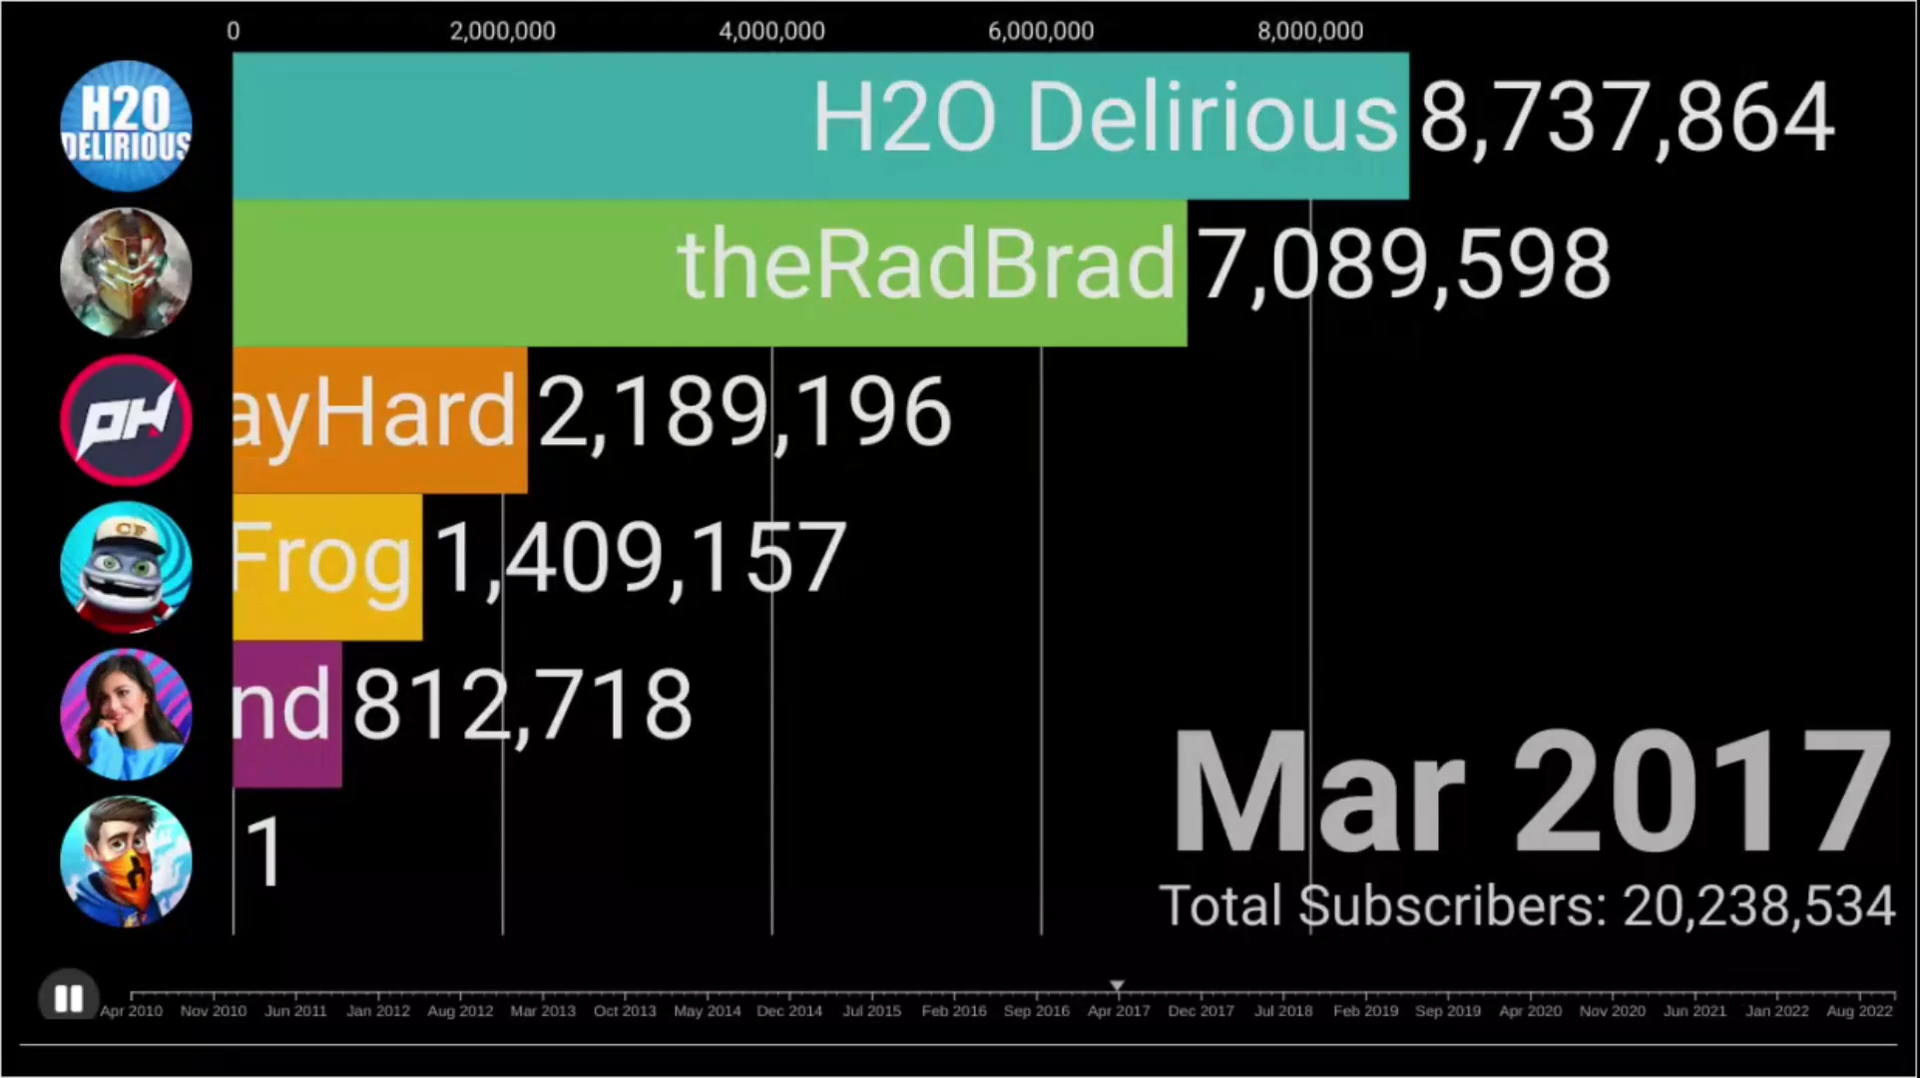 0 2,000,000 4,000,000 6,000,000 8,000,000
H2O
DELIRIOUS
H2O Delirious 8,737,864
theRadBrad 7,089,598
PH
ayHard 2,189,196
CF
Frog 1,409,157
nd 812,718
1
Mar 2017
Total Subscribers: 20,238,534
Apr 2010 Nov 2010 Jun 2011 Jan 2012 Aug 2012 Mar 2013 Oct 2013 May 2014 Dec 2014 Jul 2015 Feb 2016 Sep 2016 Apr 2017 Dec 2017 Jul 2018 Feb 2019 Sep 2019 Apr 2020 Nov 2020 Jun 2021 Jan 2022 Aug 2022